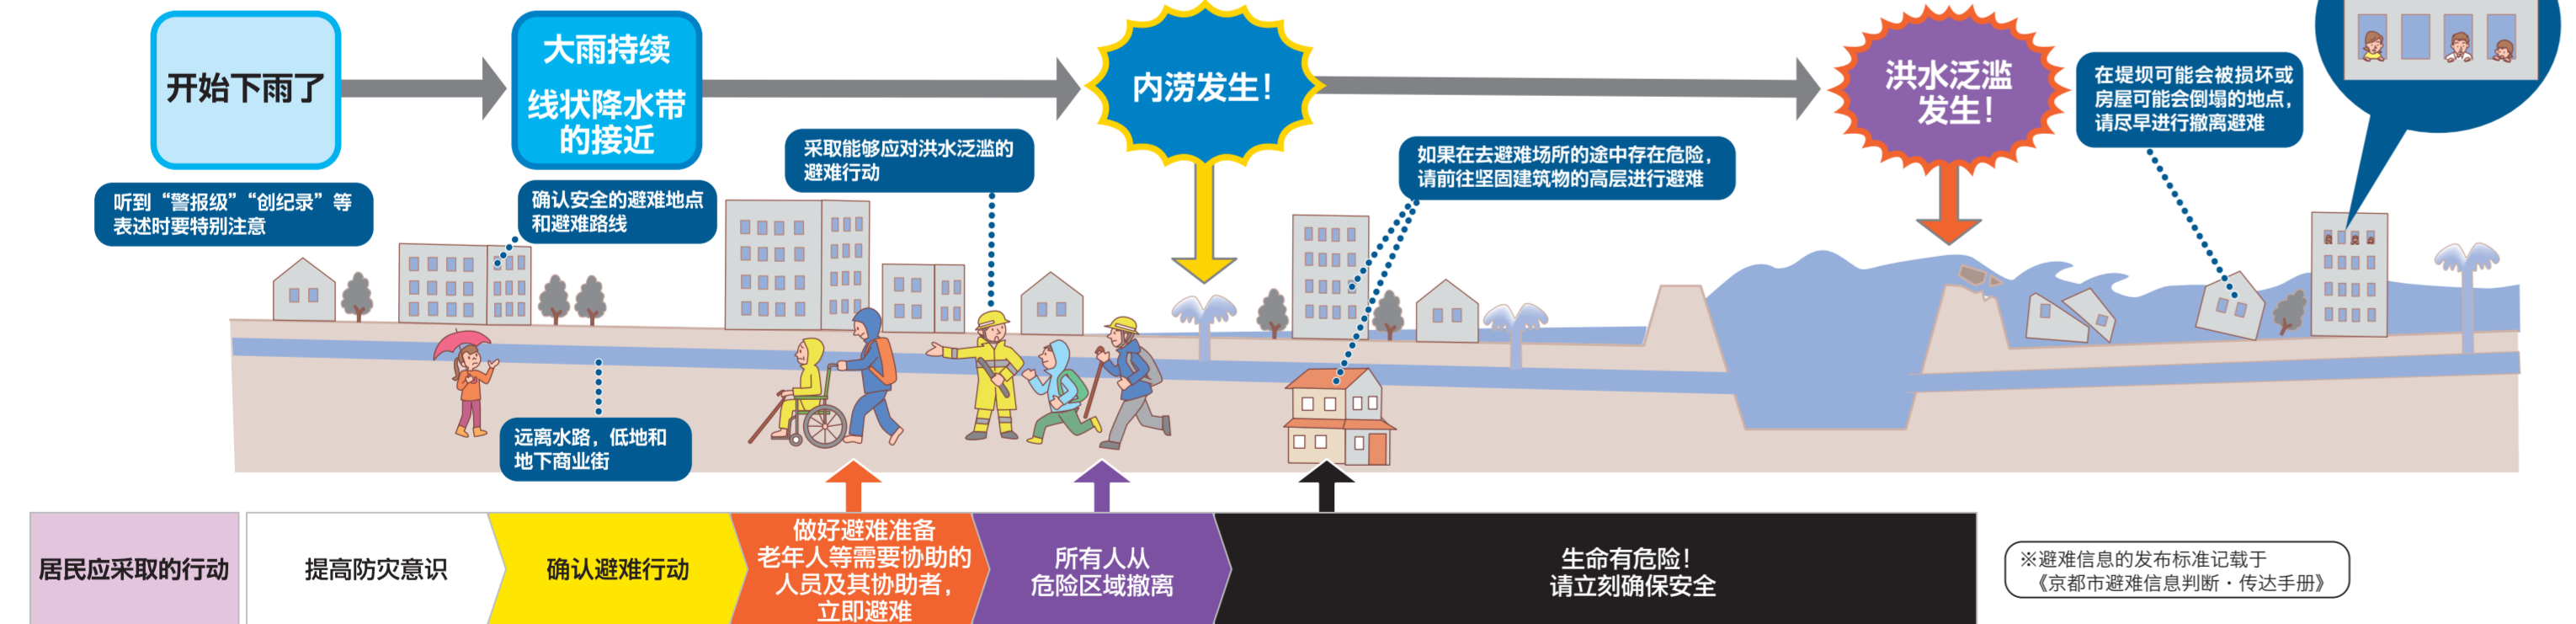 开始下雨了
大雨持续
线状降水带
的接近
内涝发生！
洪水泛滥
发生！
在堤坝可能会被损坏或
房屋可能会倒塌的地点，
请尽早进行撤离避难
采取能够应对洪水泛滥的
避难行动
如果在去避难场所的途中存在危险，
请前往坚固建筑物的高层进行避难
听到“警报级”“创纪录”等
表述时要特别注意
确认安全的避难地点
和避难路线
远离水路，低地和
地下商业街
居民应采取的行动
提高防灾意识
确认避难行动
做好避难准备
老年人等需要协助的
人员及其协助者，
立即避难
所有人从
危险区域撤离
生命有危险！
请立刻确保安全
※避难信息的发布标准记载于
《京都市避难信息判断・传达手册》